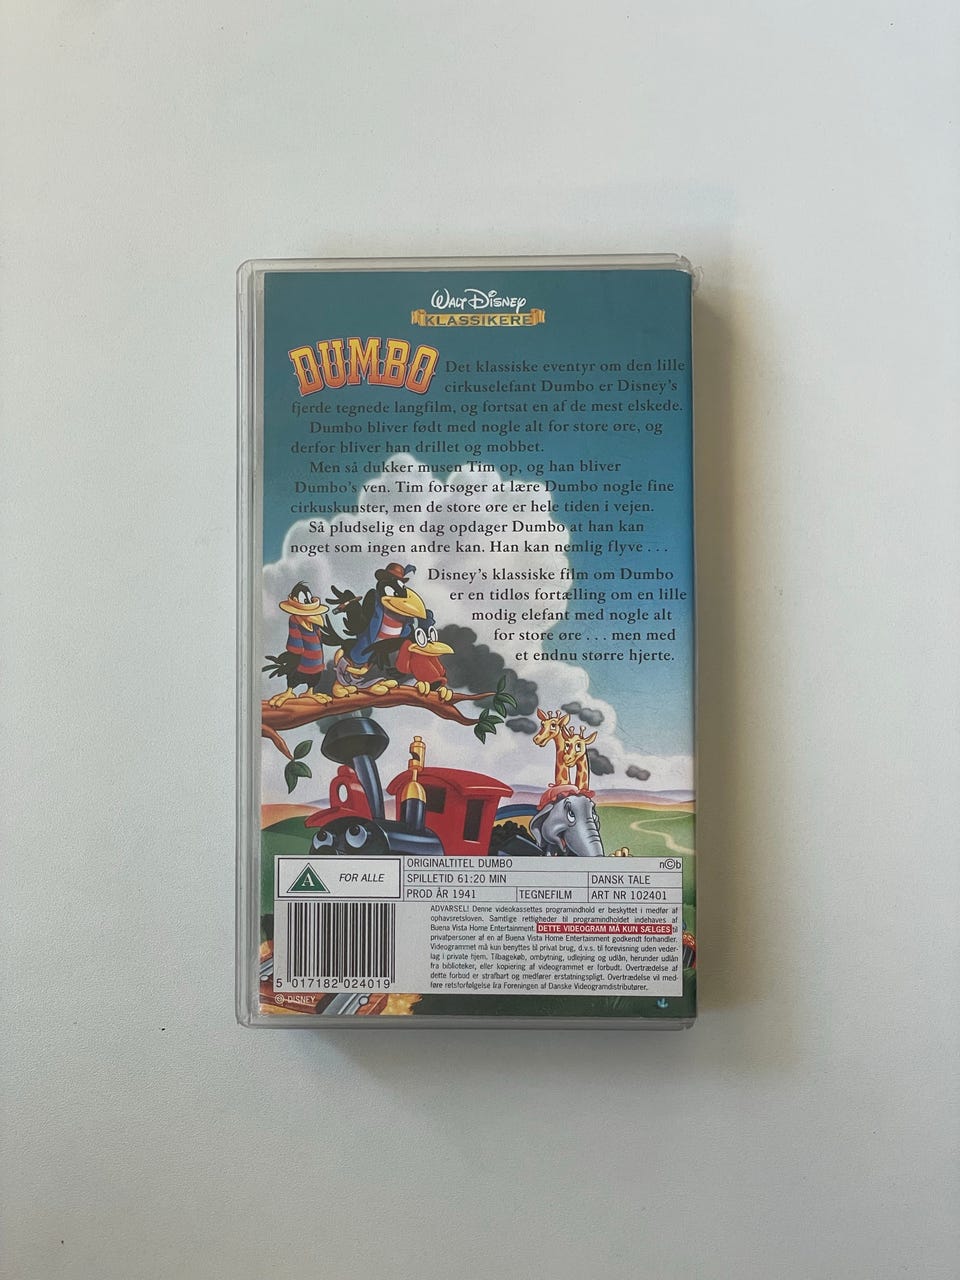 WALT DISNEY
KLASSIKERE
DUMBO
Det klassiske eventyr om den lille
cirkuselefant Dumbo er Disney's
fjerde tegnede langfilm, og fortsat en af de mest elskede.
Dumbo bliver født med nogle alt for store øre, og
derfor bliver han drillet og mobbet.
Men så dukker musen Tim op, og han bliver
Dumbo's ven. Tim forsøger at lære Dumbo nogle fine
cirkuskunster, men de store øre er hele tiden i vejen.
Så pludselig en dag opdager Dumbo at han kan
noget som ingen andre kan. Han kan nemlig flyve . . .
Disney's klassiske film om Dumbo
er en tidløs fortælling om en lille
modig elefant med nogle alt
for store øre . . . men med
et endnu større hjerte.
A FOR ALLE
ORIGINALTITEL DUMBO n©b
SPILLETID 61:20 MIN DANSK TALE
PROD ÅR 1941 TEGNEFILM ART NR 102401
ADVARSEL! Denne videokassettes programindhold er beskyttet i medfør af
ophavsretsloven. Samtlige rettigheder til programindholdet indehaves af
Buena Vista Home Entertainment. DETTE VIDEOGRAM MÅ KUN SÆLGES til
privatpersoner af en af Buena Vista Home Entertainment godkendt forhandler.
Videogrammet må kun benyttes til privat brug, d.v.s. til forevisning uden veder-
lag i private hjem. Tilbagekøb, ombytning, udlejning og udlån, herunder udlån
fra biblioteker, eller kopiering af videogrammet er forbudt. Overtrædelse af
dette forbud er strafbart og medfører erstatningspligt. Overtrædelse vil med-
føre retsforfølgelse fra Foreningen af Danske Videogramdistributører.
5 017182 024019
© DISNEY